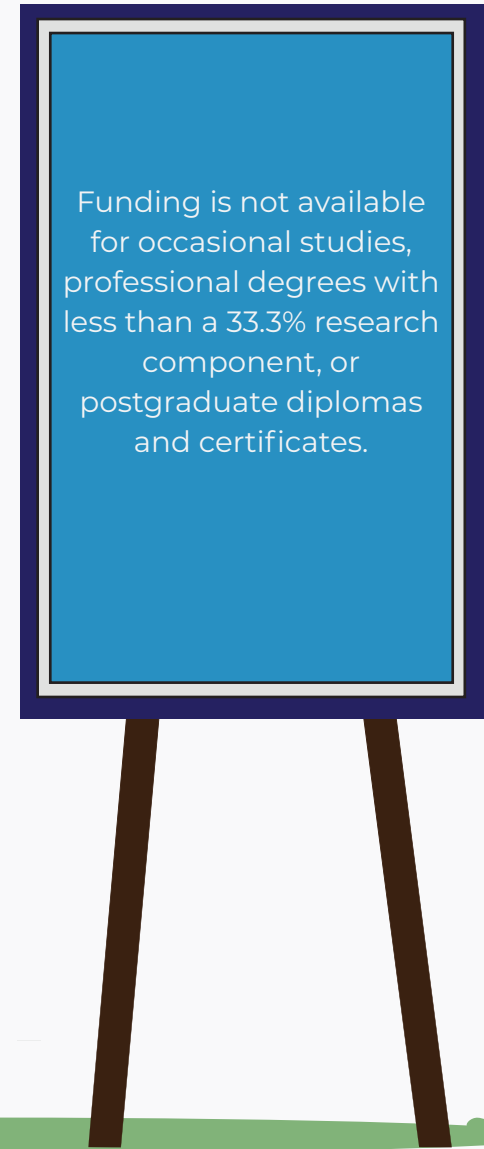 Funding is not available
for occasional studies,
professional degrees with
less than a 33.3% research
component, or
postgraduate diplomas
and certificates.